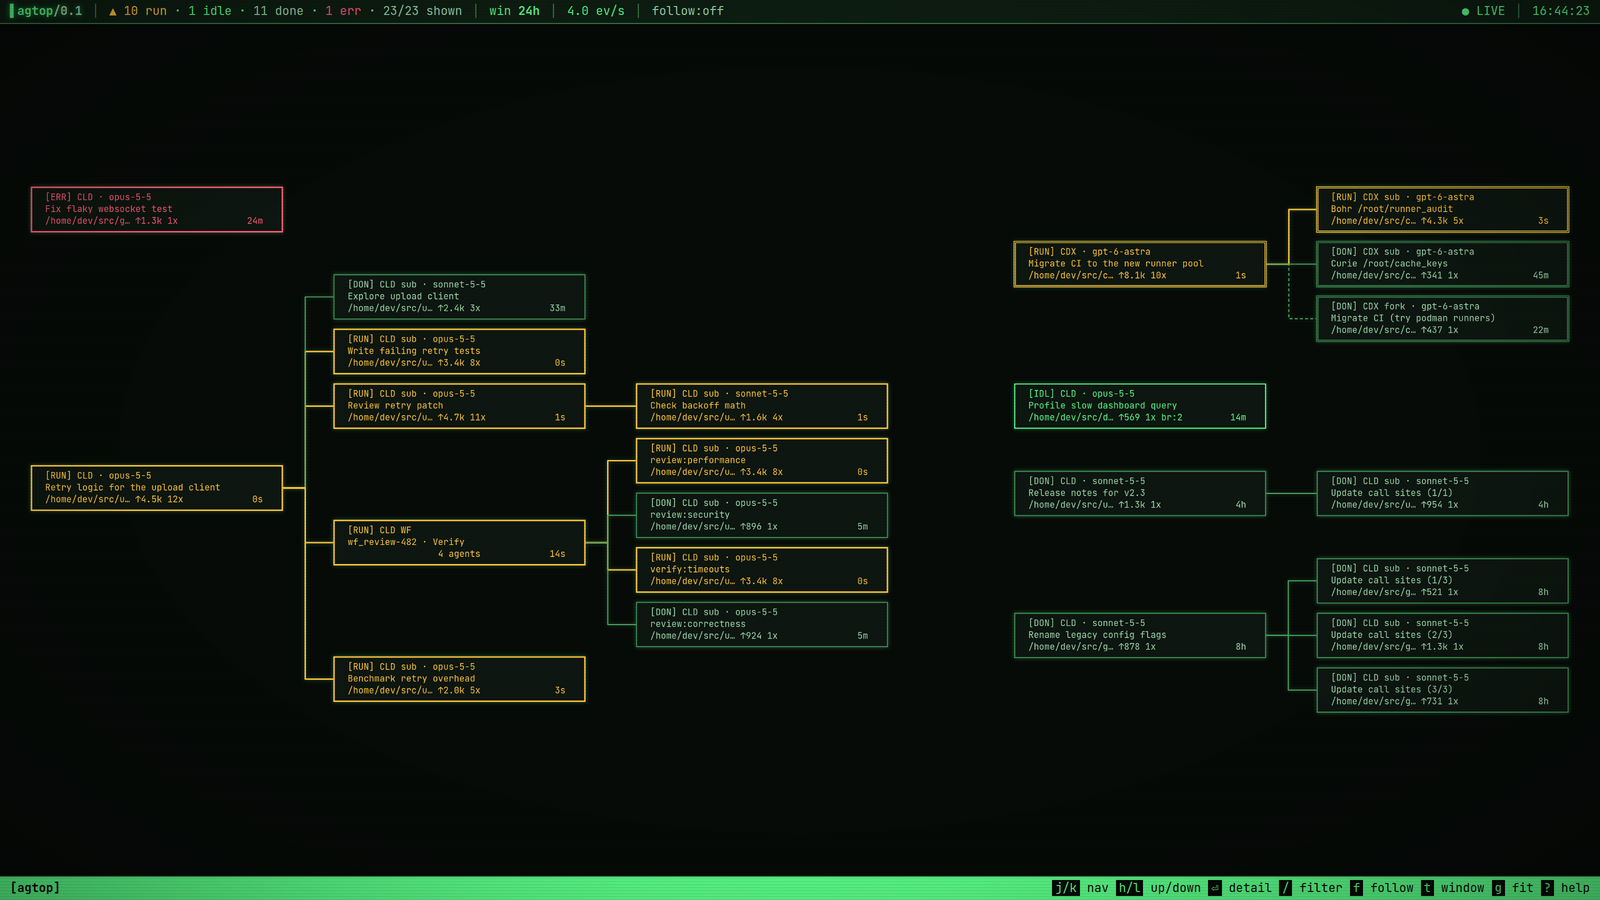 agtop/0.1 │ ▲ 10 run · 1 idle · 11 done · 1 err · 23/23 shown │ win 24h │ 4.0 ev/s │ follow:off
● LIVE │ 16:44:23
[ERR] CLD · opus-5-5
Fix flaky websocket test
/home/dev/src/g… ↑1.3k 1x 24m
[RUN] CLD · opus-5-5
Retry logic for the upload client
/home/dev/src/u… ↑4.5k 12x 0s
[DON] CLD sub · sonnet-5-5
Explore upload client
/home/dev/src/u… ↑2.4k 3x 33m
[RUN] CLD sub · opus-5-5
Write failing retry tests
/home/dev/src/u… ↑3.4k 8x 0s
[RUN] CLD sub · opus-5-5
Review retry patch
/home/dev/src/u… ↑4.7k 11x 1s
[RUN] CLD WF
wf_review-482 · Verify
4 agents 14s
[RUN] CLD sub · opus-5-5
Benchmark retry overhead
/home/dev/src/u… ↑2.0k 5x 3s
[RUN] CLD sub · sonnet-5-5
Check backoff math
/home/dev/src/u… ↑1.6k 4x 1s
[RUN] CLD sub · opus-5-5
review:performance
/home/dev/src/u… ↑3.4k 8x 0s
[DON] CLD sub · opus-5-5
review:security
/home/dev/src/u… ↑896 1x 5m
[RUN] CLD sub · opus-5-5
verify:timeouts
/home/dev/src/u… ↑3.4k 8x 0s
[DON] CLD sub · opus-5-5
review:correctness
/home/dev/src/u… ↑924 1x 5m
[RUN] CDX · gpt-6-astra
Migrate CI to the new runner pool
/home/dev/src/c… ↑8.1k 10x 1s
[RUN] CDX sub · gpt-6-astra
Bohr /root/runner_audit
/home/dev/src/c… ↑4.3k 5x 3s
[DON] CDX sub · gpt-6-astra
Curie /root/cache_keys
/home/dev/src/c… ↑341 1x 45m
[DON] CDX fork · gpt-6-astra
Migrate CI (try podman runners)
/home/dev/src/c… ↑437 1x 22m
[IDL] CLD · opus-5-5
Profile slow dashboard query
/home/dev/src/d… ↑569 1x br:2 14m
[DON] CLD · sonnet-5-5
Release notes for v2.3
/home/dev/src/u… ↑1.3k 1x 4h
[DON] CLD sub · sonnet-5-5
Update call sites (1/1)
/home/dev/src/u… ↑954 1x 4h
[DON] CLD · sonnet-5-5
Rename legacy config flags
/home/dev/src/g… ↑878 1x 8h
[DON] CLD sub · sonnet-5-5
Update call sites (1/3)
/home/dev/src/g… ↑521 1x 8h
[DON] CLD sub · sonnet-5-5
Update call sites (2/3)
/home/dev/src/g… ↑1.3k 1x 8h
[DON] CLD sub · sonnet-5-5
Update call sites (3/3)
/home/dev/src/g… ↑731 1x 8h
[agtop]
j/k nav h/l up/down ⏎ detail / filter f follow t window g fit ? help